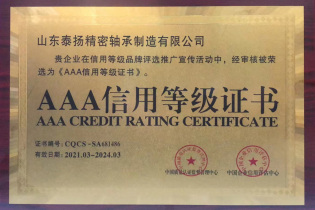 山东泰扬精密轴承制造有限公司
贵企业在信用等级品牌评选推广宣传活动中，经审核被荣
选为《AAA信用等级证书》。
AAA信用等级证书
AAA CREDIT RATING CERTIFICATE
证书编号：CQCS-SA681486
有效日期：2021.03-2024.03